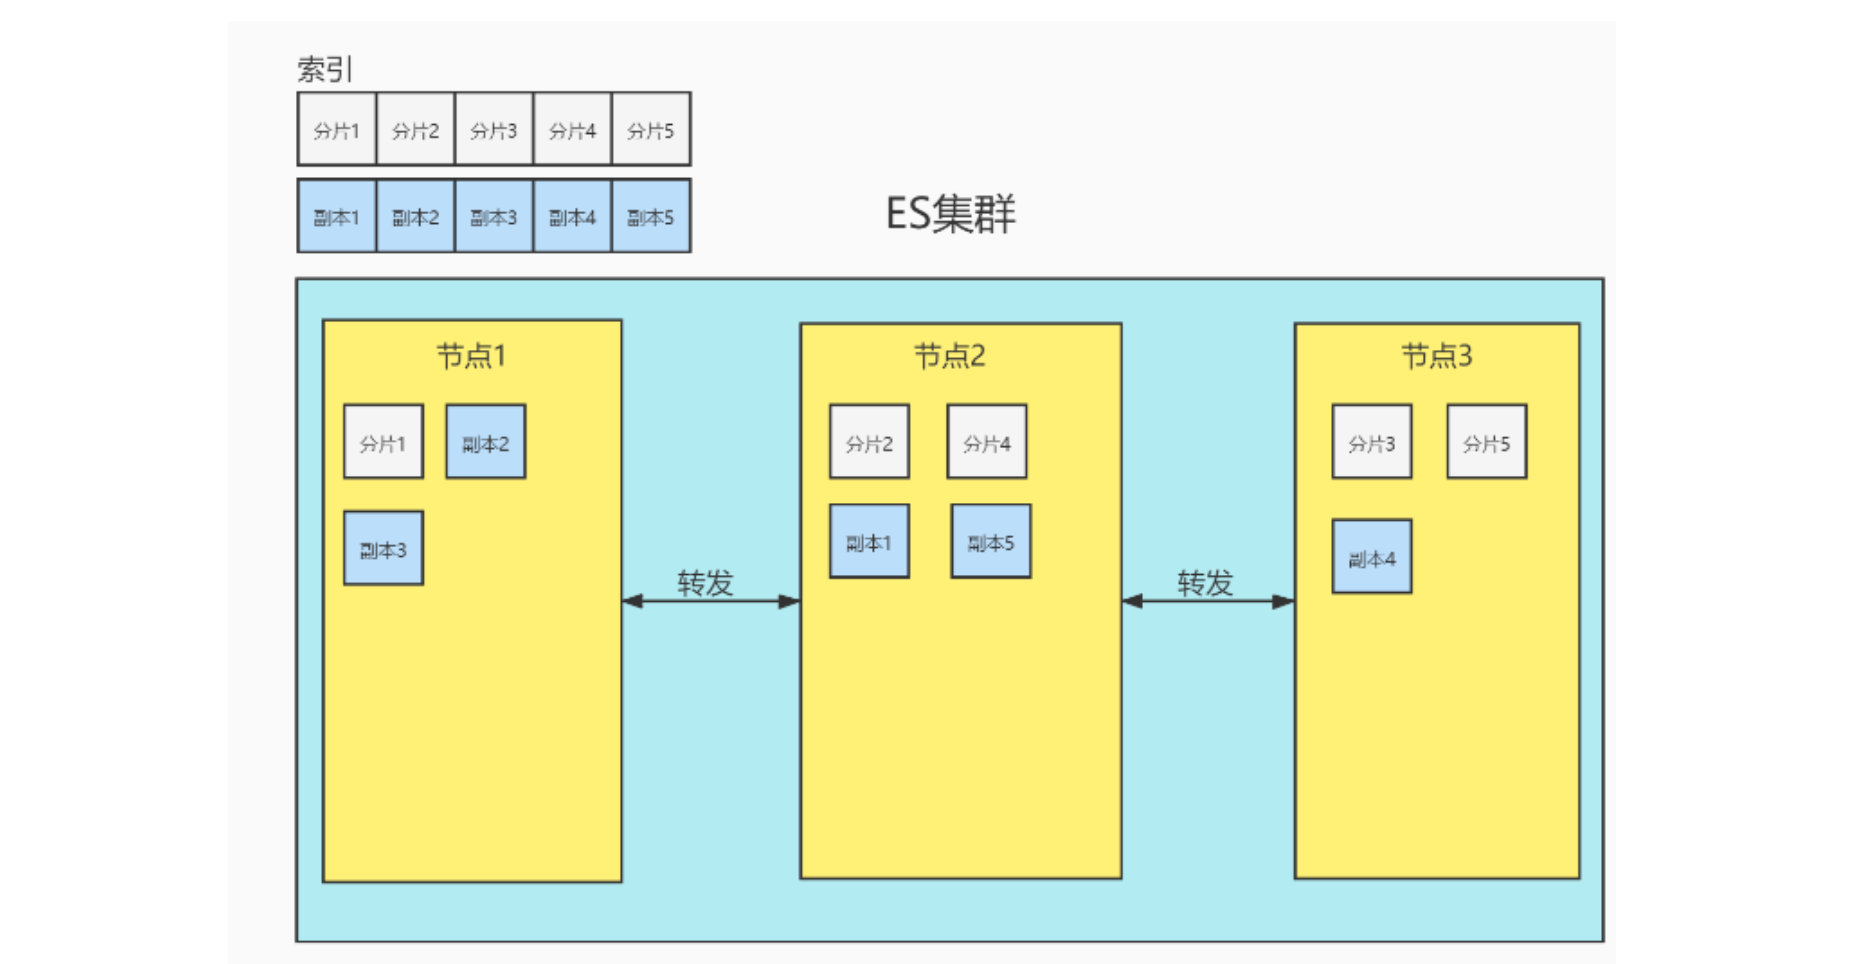 索引
分片1 分片2 分片3 分片4 分片5
副本1 副本2 副本3 副本4 副本5
ES集群
节点1
分片1 副本2
副本3
转发
节点2
分片2 分片4
副本1 副本5
转发
节点3
分片3 分片5
副本4